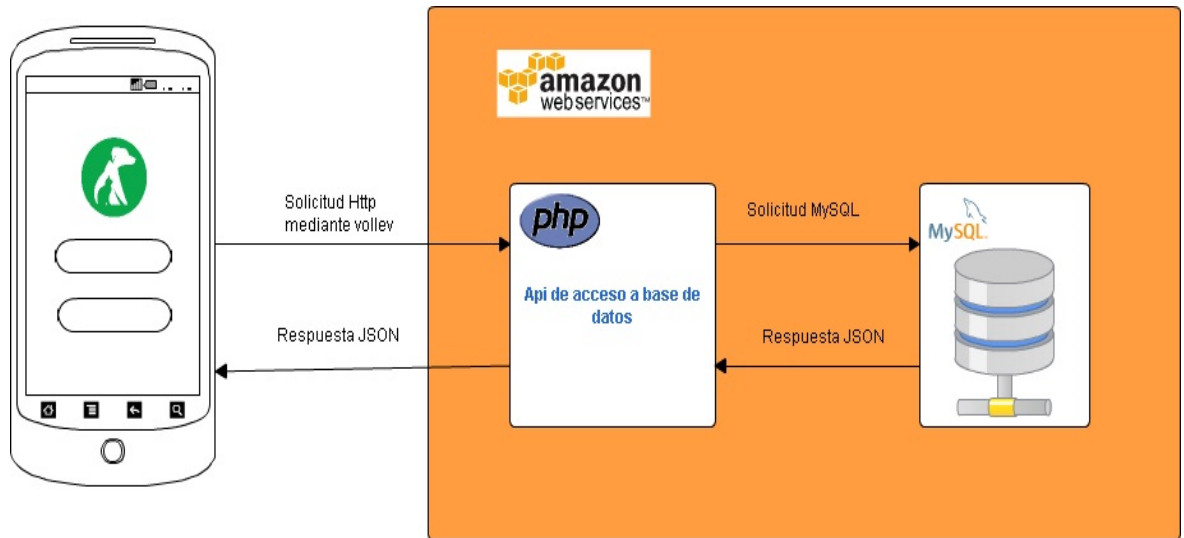 amazon
webservices™
Solicitud Http
mediante vollev
php
Solicitud MySQL
MySQL
Api de acceso a base de
datos
Respuesta JSON
Respuesta JSON